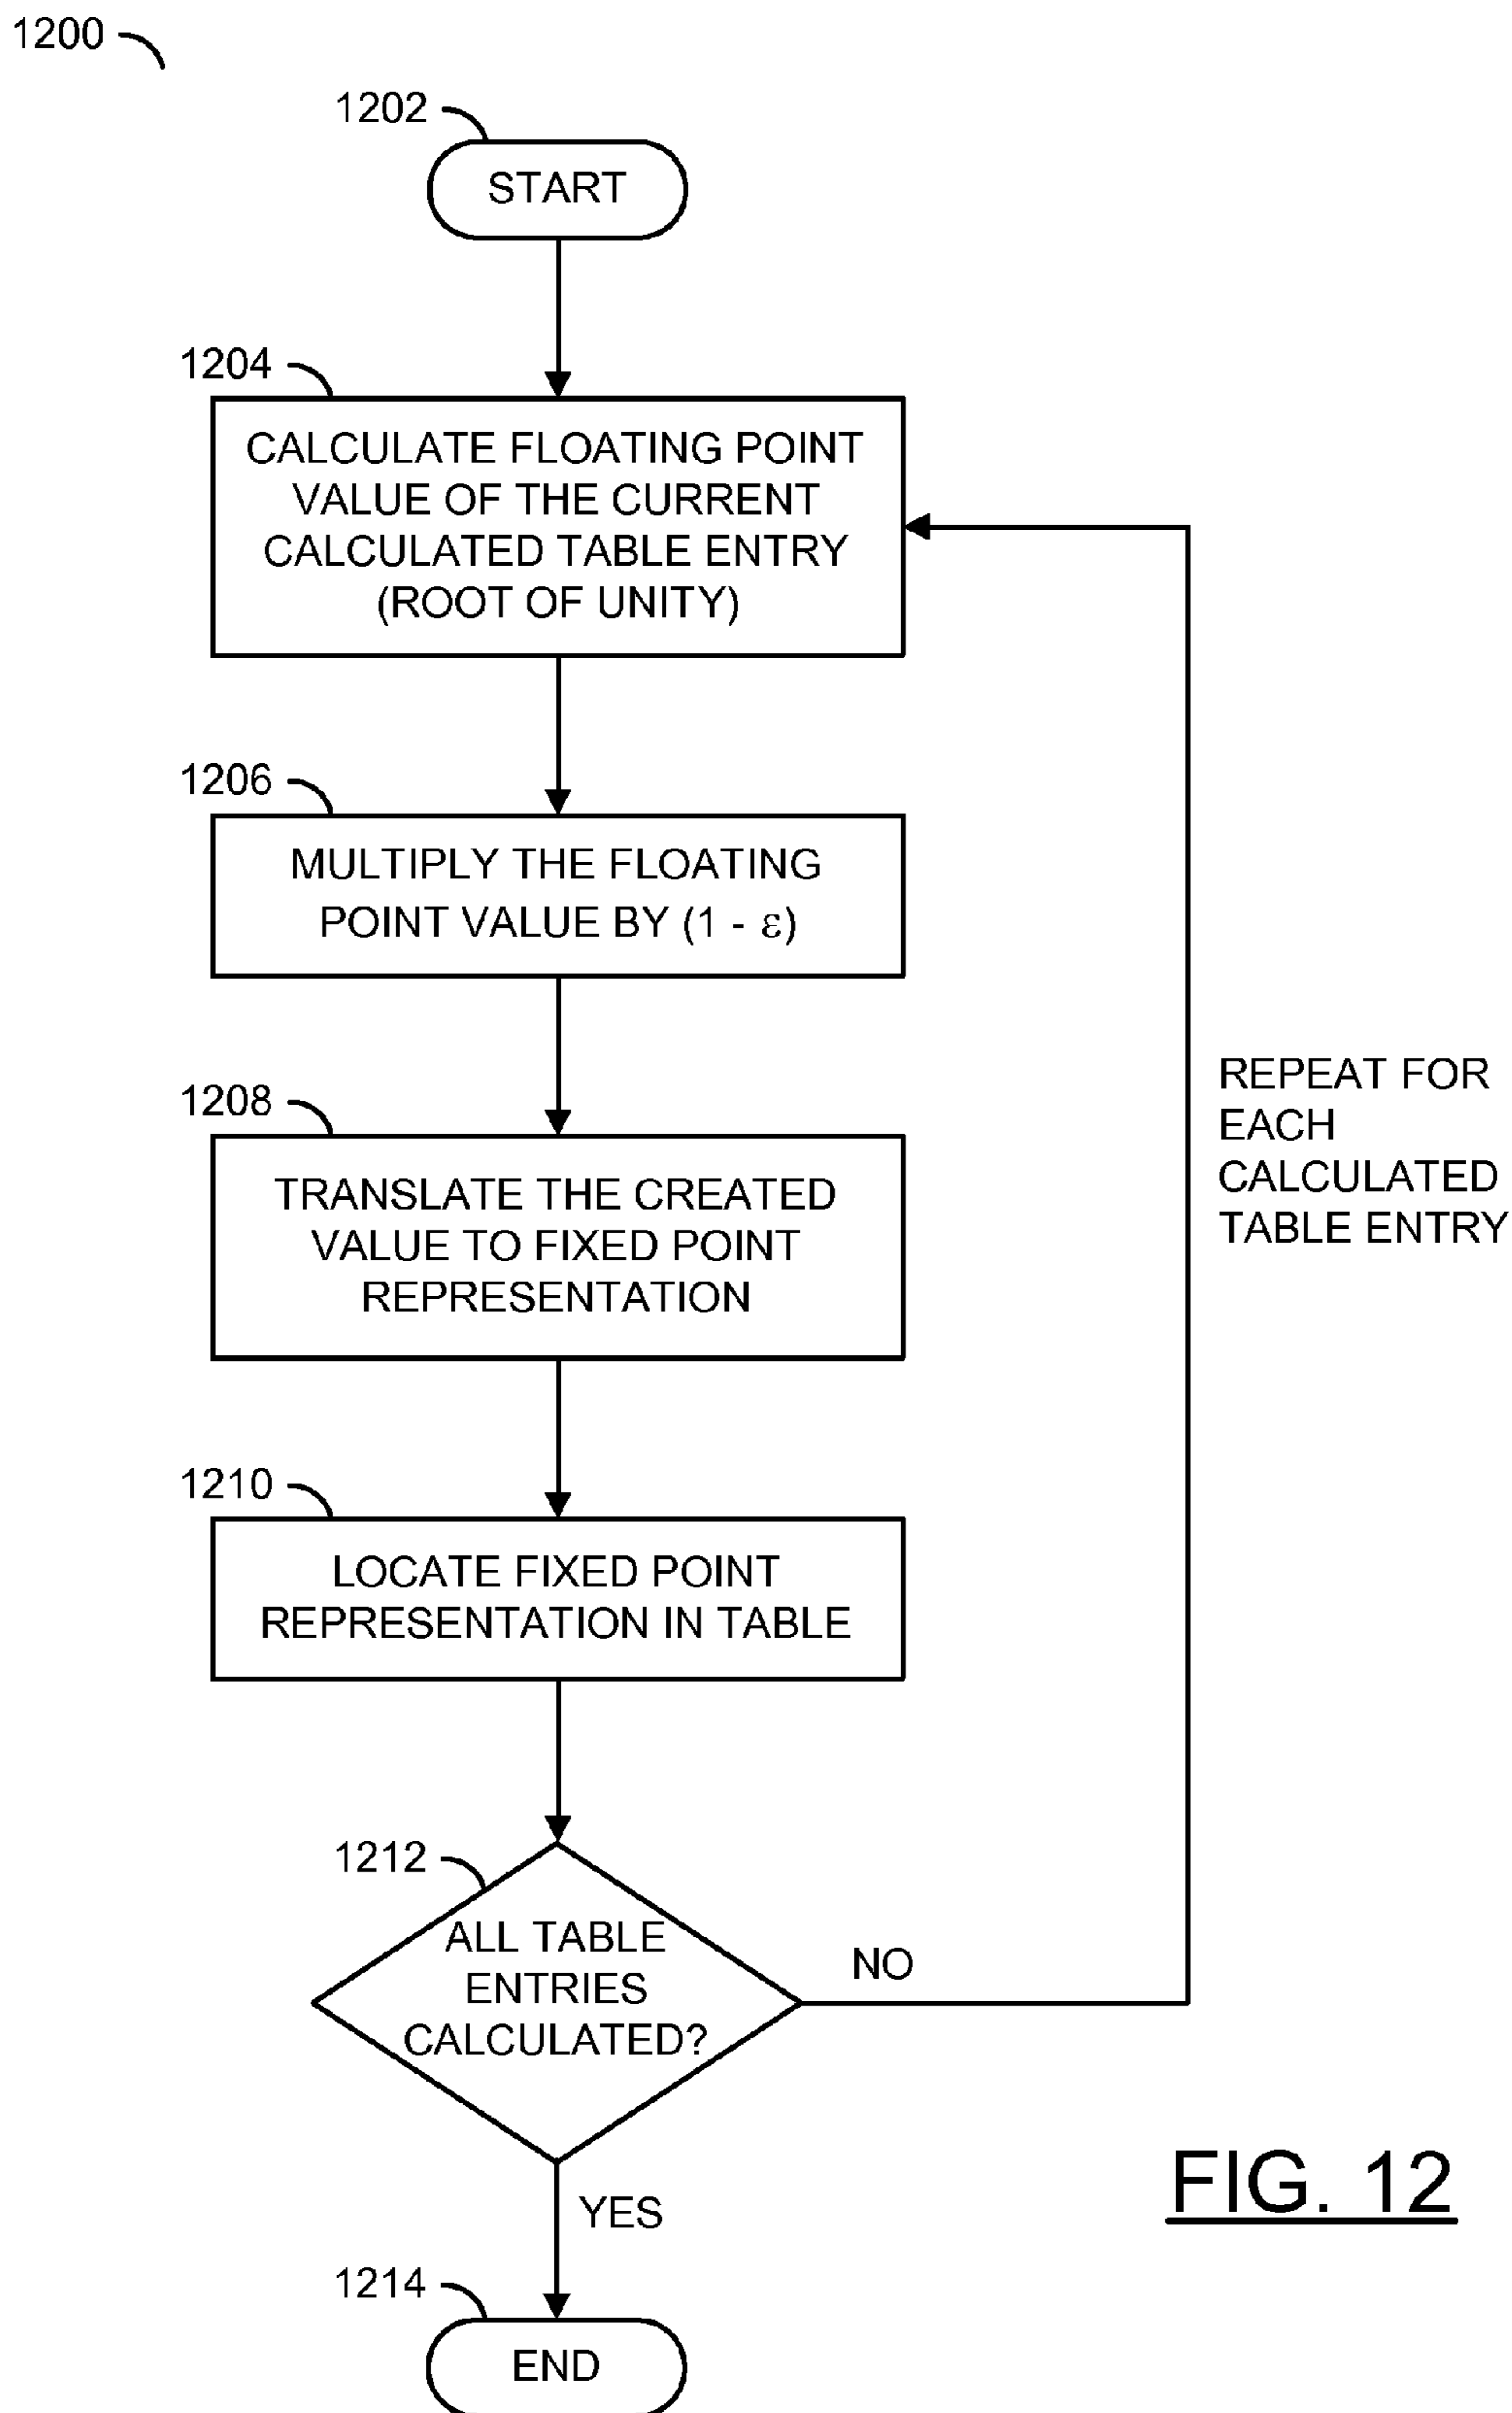 1200
1202
START
1204
CALCULATE FLOATING POINT
VALUE OF THE CURRENT
CALCULATED TABLE ENTRY
(ROOT OF UNITY)
1206
MULTIPLY THE FLOATING
POINT VALUE BY (1 - ε)
1208
TRANSLATE THE CREATED
VALUE TO FIXED POINT
REPRESENTATION
REPEAT FOR
EACH
CALCULATED
TABLE ENTRY
1210
LOCATE FIXED POINT
REPRESENTATION IN TABLE
1212
ALL TABLE
ENTRIES
CALCULATED?
NO
YES
1214
END
FIG. 12